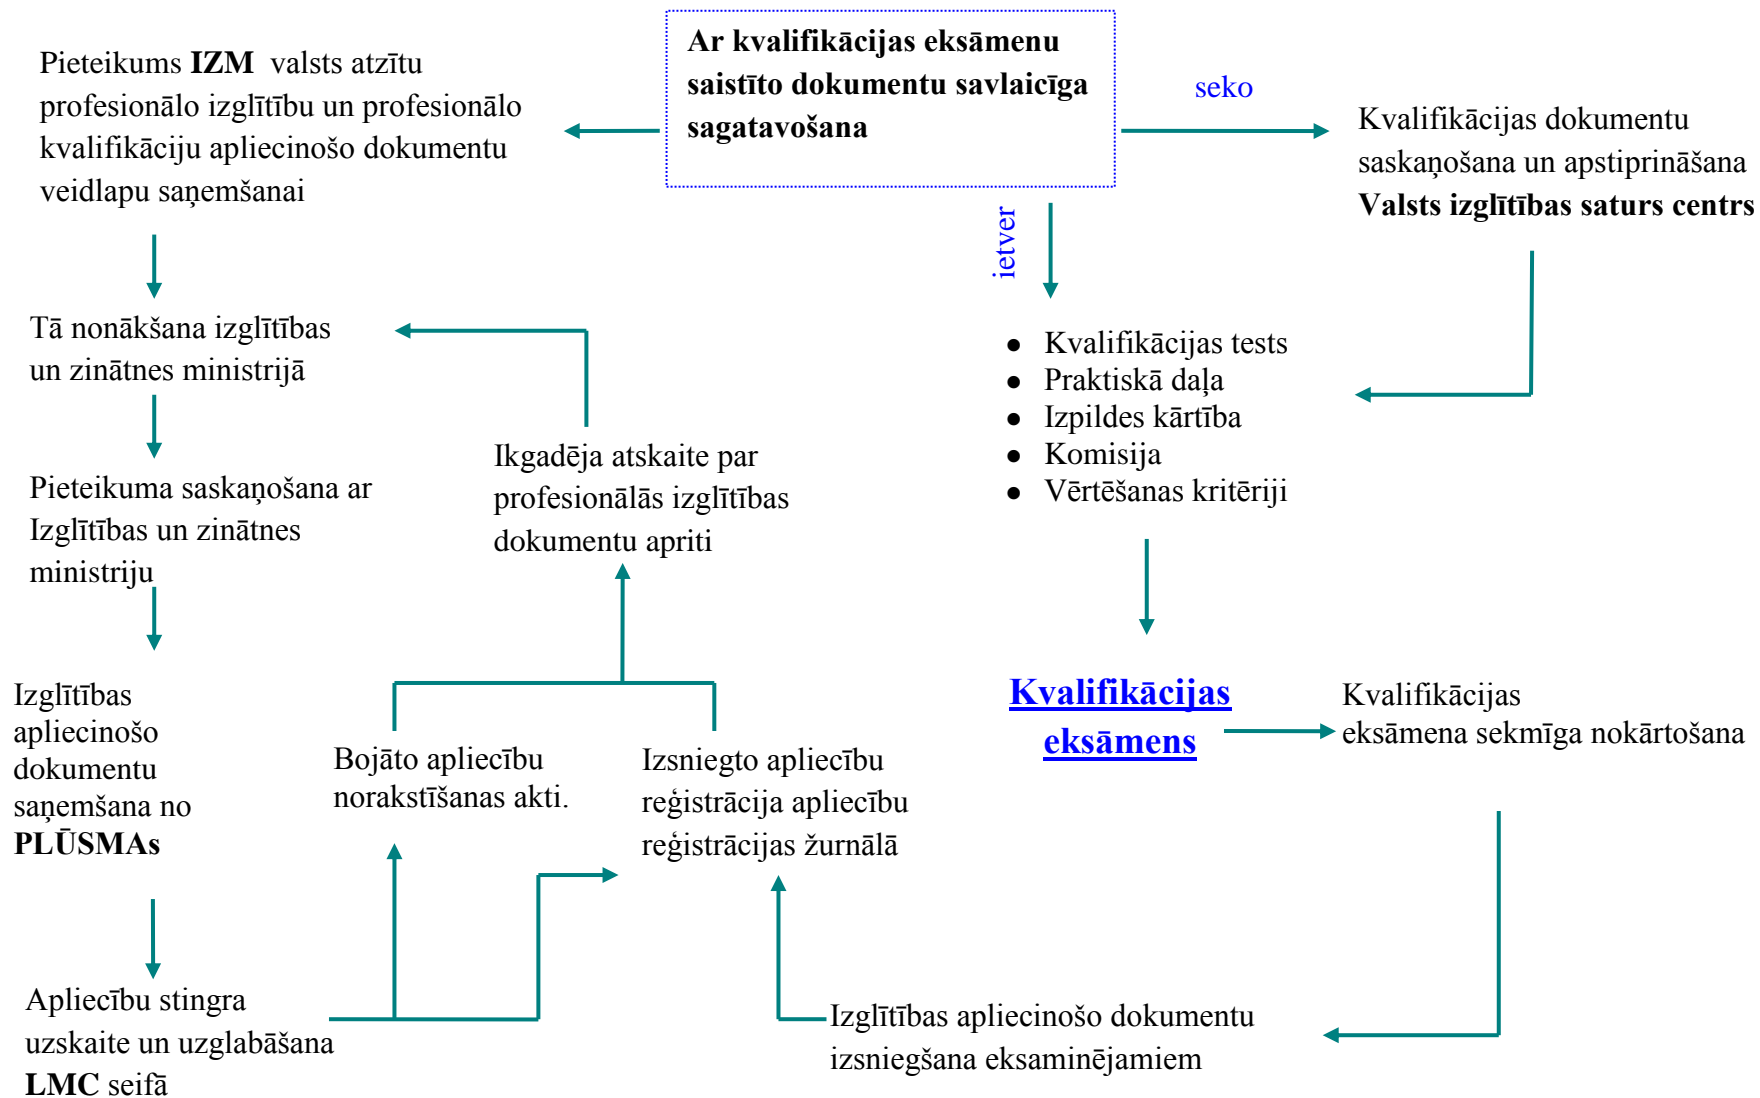 Ar kvalifikācijas eksāmenu
saistīto dokumentu savlaicīga
sagatavošana
Pieteikums IZM valsts atzītu
profesionālo izglītību un profesionālo
kvalifikāciju apliecinošo dokumentu
veidlapu saņemšanai
seko
Kvalifikācijas dokumentu
saskaņošana un apstiprināšana
Valsts izglītības saturs centrs
ietver
Tā nonākšana izglītības
un zinātnes ministrijā
● Kvalifikācijas tests
● Praktiskā daļa
● Izpildes kārtība
● Komisija
● Vērtēšanas kritēriji
Ikgadēja atskaite par
profesionālās izglītības
dokumentu apriti
Pieteikuma saskaņošana ar
Izglītības un zinātnes
ministriju
Izglītības
apliecinošo
dokumentu
saņemšana no
PLŪSMAs
Kvalifikācijas
eksāmens
Kvalifikācijas
eksāmena sekmīga nokārtošana
Bojāto apliecību
norakstīšanas akti.
Izsniegto apliecību
reģistrācija apliecību
reģistrācijas žurnālā
Apliecību stingra
uzskaite un uzglabāšana
LMC seifā
Izglītības apliecinošo dokumentu
izsniegšana eksaminējamiem